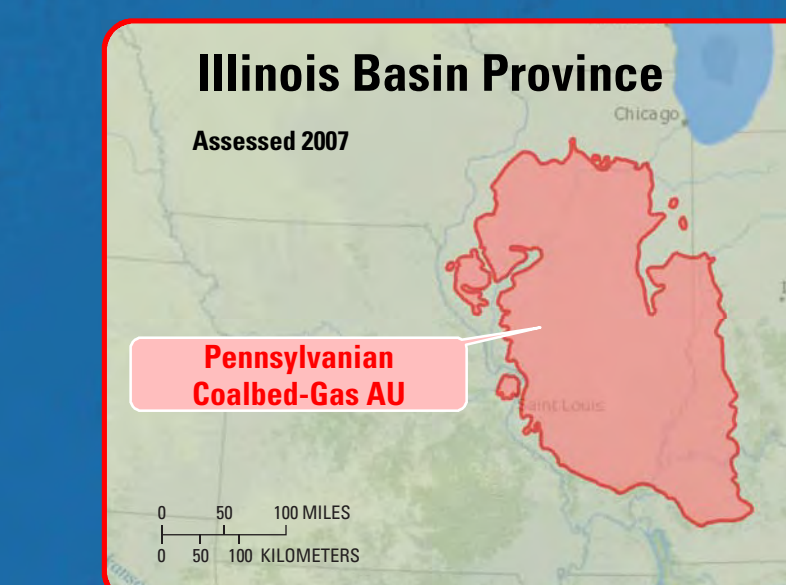 Illinois Basin Province
Assessed 2007
Chicago
Pennsylvanian
Coalbed-Gas AU
Saint Louis
0 50 100 MILES
0 50 100 KILOMETERS